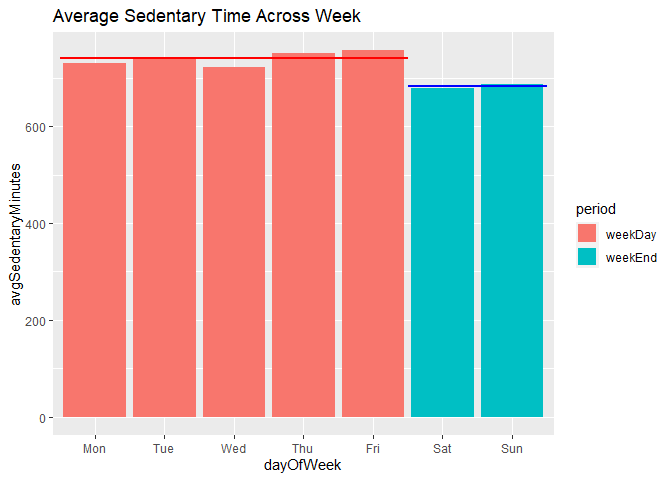 Average Sedentary Time Across Week
avgSedentaryMinutes
600
400
200
0
Mon Tue Wed Thu Fri Sat Sun
dayOfWeek
period
weekDay
weekEnd